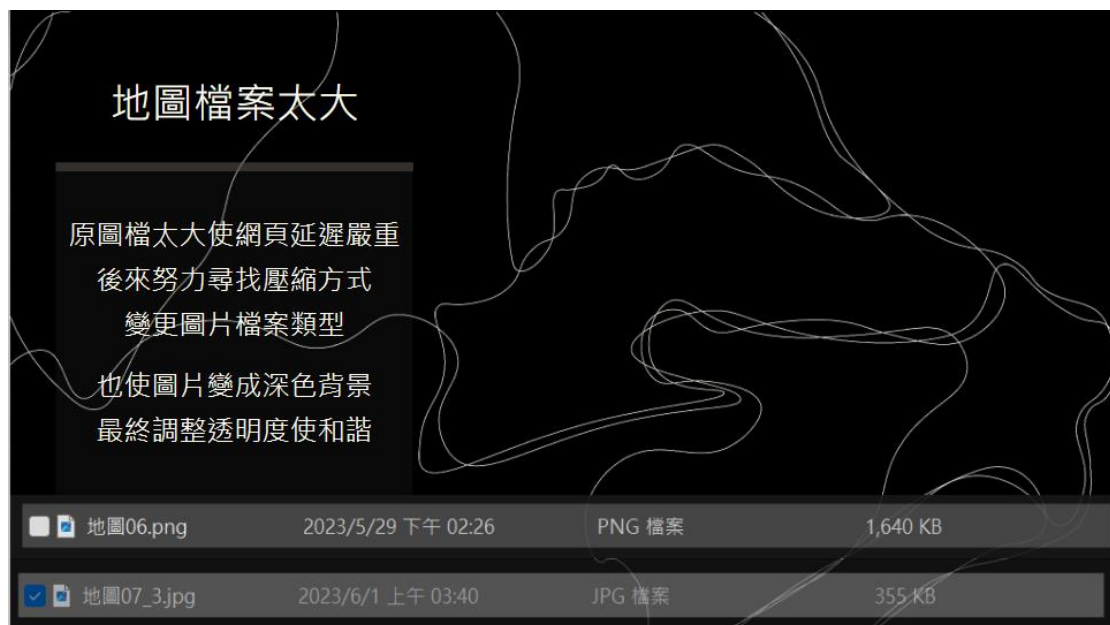 地圖檔案太大
原圖檔太大使網頁延遲嚴重
後來努力尋找壓縮方式
變更圖片檔案類型
也使圖片變成深色背景
最終調整透明度使和諧
地圖06.png 2023/5/29 下午 02:26 PNG 檔案 1,640 KB
地圖07_3.jpg 2023/6/1 上午 03:40 JPG 檔案 355 KB